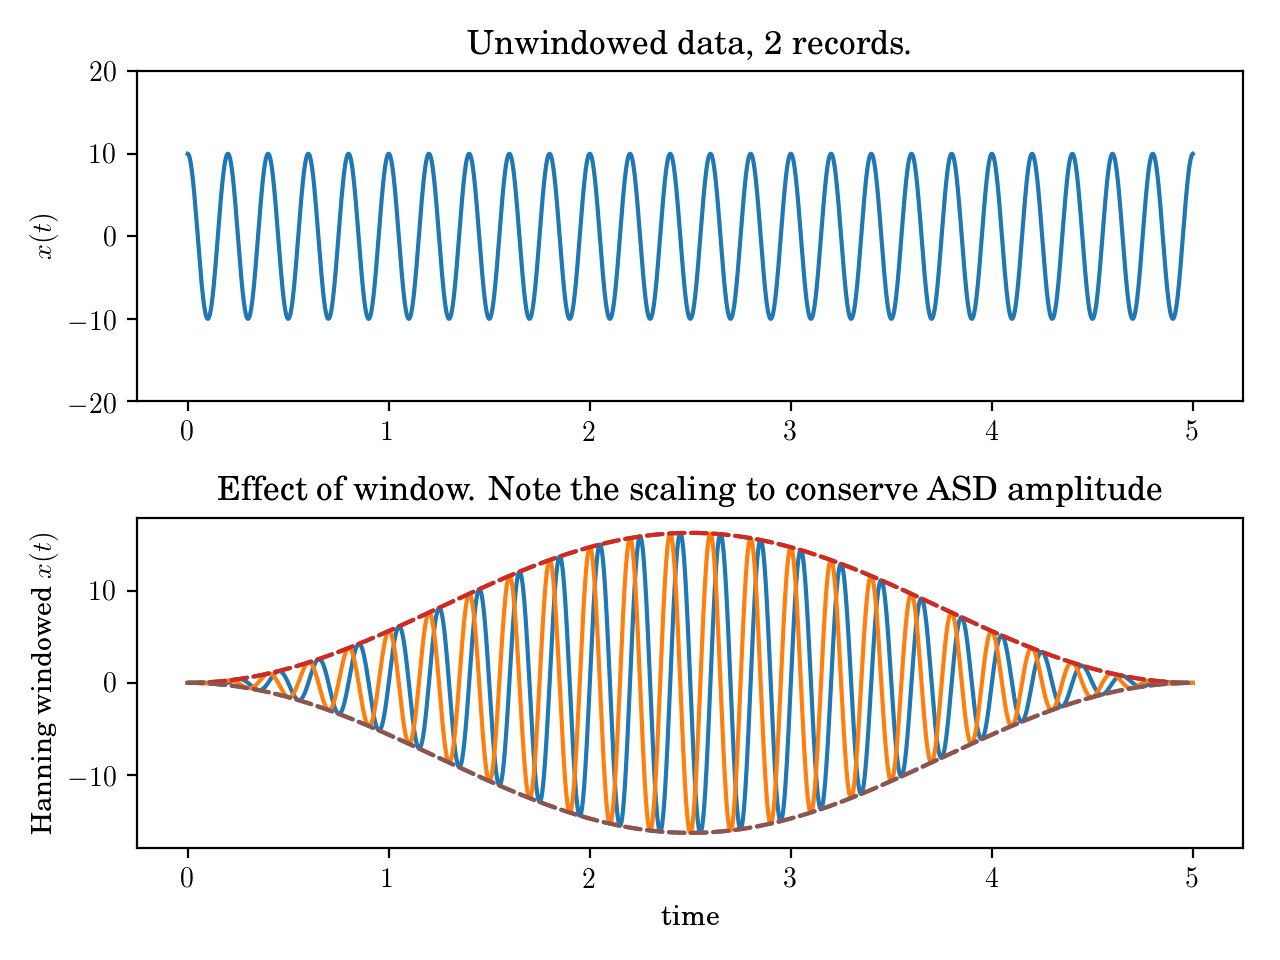 Unwindowed data, 2 records.
20
10
0
−10
−20
x(t)
0 1 2 3 4 5
Effect of window. Note the scaling to conserve ASD amplitude
10
0
−10
Hanning windowed x(t)
0 1 2 3 4 5
time